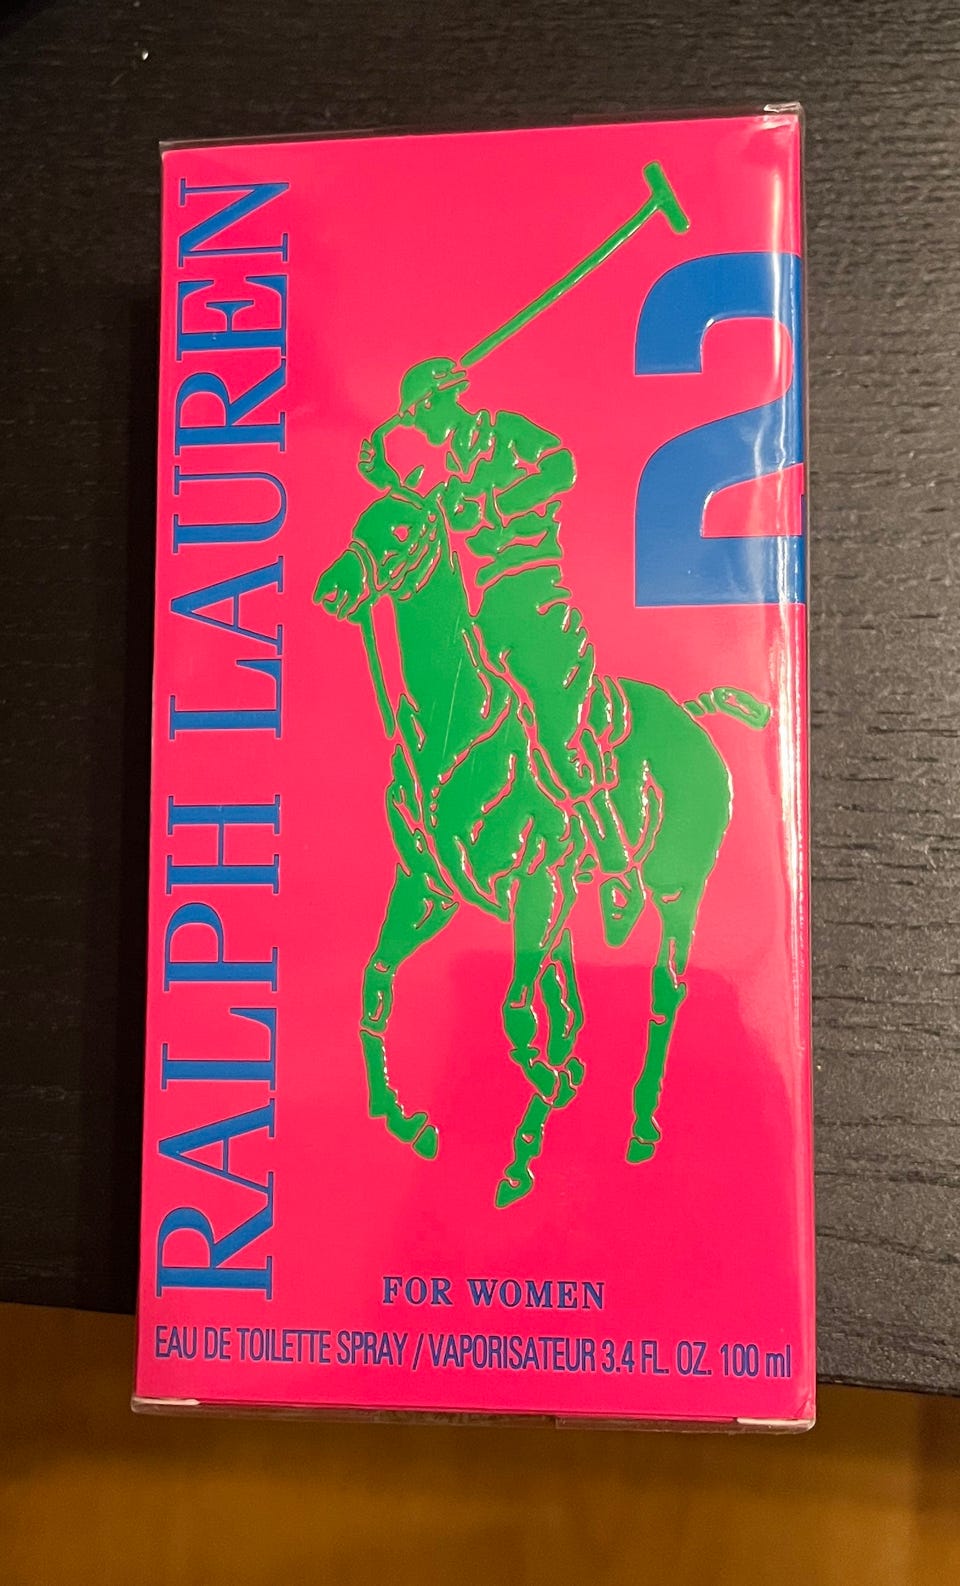 RALPH LAUREN
2
FOR WOMEN
EAU DE TOILETTE SPRAY / VAPORISATEUR 3.4 FL. OZ. 100 ml